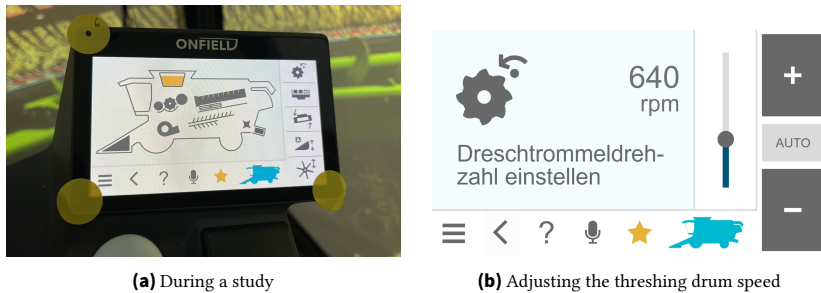 ONFIELD
640
rpm
Dreschtrommeldreh-
zahl einstellen
+
AUTO
−
?
?
(a) During a study
(b) Adjusting the threshing drum speed